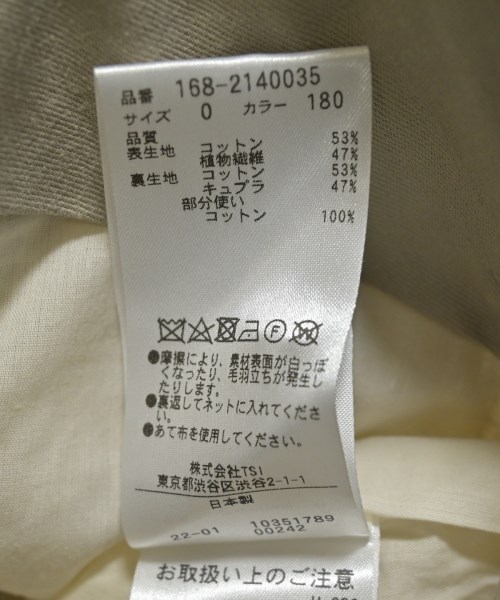 品番 168-2140035
サイズ 0 カラー 180
品質
表生地 コットン 53%
植物繊維 47%
裏生地 コットン 53%
キュプラ 47%
部分使い
コットン 100%
●摩擦により、素材表面が白っぽ
くなったり、毛羽立ちが発生し
たりします。
●裏返してネットに入れてくださ
い。
●あて布を使用してください。
株式会社TSI
東京都渋谷区渋谷2-1-1
日本製
22-01 10351789
00242
お取扱い上のご注意